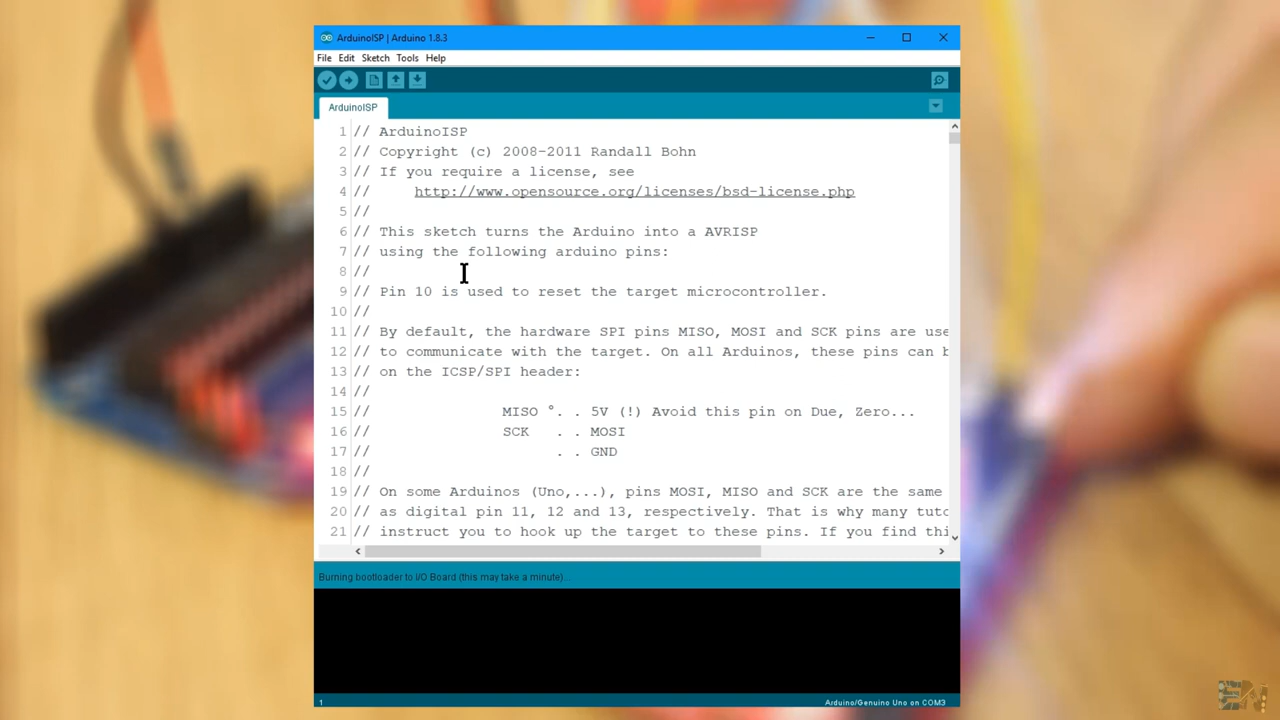 ArduinoISP | Arduino 1.8.3
File Edit Sketch Tools Help
ArduinoISP
1 // ArduinoISP
2 // Copyright (c) 2008-2011 Randall Bohn
3 // If you require a license, see
4 // http://www.opensource.org/licenses/bsd-license.php
5 //
6 // This sketch turns the Arduino into a AVRISP
7 // using the following arduino pins:
8 //
9 // Pin 10 is used to reset the target microcontroller.
10 //
11 // By default, the hardware SPI pins MISO, MOSI and SCK pins are use
12 // to communicate with the target. On all Arduinos, these pins can b
13 // on the ICSP/SPI header:
14 //
15 // MISO °. . 5V (!) Avoid this pin on Due, Zero...
16 // SCK . . MOSI
17 // . . GND
18 //
19 // On some Arduinos (Uno,...), pins MOSI, MISO and SCK are the same
20 // as digital pin 11, 12 and 13, respectively. That is why many tuto
21 // instruct you to hook up the target to these pins. If you find thi
Burning bootloader to I/O Board (this may take a minute)...
1 Arduino/Genuino Uno on COM3